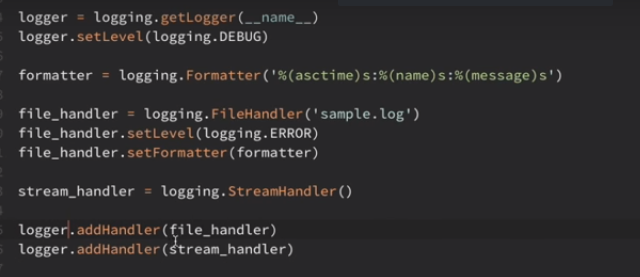 logger = logging.getLogger(__name__)
logger.setLevel(logging.DEBUG)
formatter = logging.Formatter('%(asctime)s:%(name)s:%(message)s')
file_handler = logging.FileHandler('sample.log')
file_handler.setLevel(logging.ERROR)
file_handler.setFormatter(formatter)
stream_handler = logging.StreamHandler()
logger.addHandler(file_handler)
logger.addHandler(stream_handler)